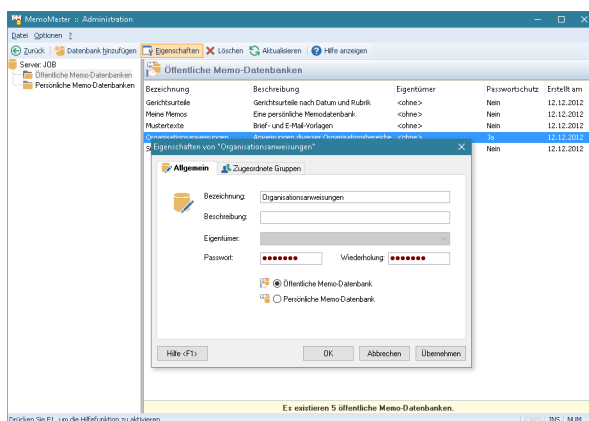 MemoMaster :: Administration
Datei Optionen ?
Zurück Datenbank hinzufügen Eigenschaften Löschen Aktualisieren Hilfe anzeigen
Server: JOB
Öffentliche Memo-Datenbanken
Persönliche Memo-Datenbanken
Öffentliche Memo-Datenbanken
Bezeichnung Beschreibung Eigentümer Passwortschutz Erstellt am
Gerichtsurteile Gerichtsurteile nach Datum und Rubrik <ohne> Nein 12.12.2012
Meine Memos Eine persönliche Memodatenbank <ohne> Nein 12.12.2012
Mustertexte Brief- und E-Mail-Vorlagen <ohne> Nein 12.12.2012
Organisationsanweisungen Anweisungen diverser Organisationsbereiche <ohne> Ja 12.12.2012
Nein 12.12.2012
Eigenschaften von "Organisationsanweisungen"
Allgemein Zugeordnete Gruppen
Bezeichnung: Organisationsanweisungen
Beschreibung:
Eigentümer:
Passwort: ●●●●●●● Wiederholung: ●●●●●●●
Öffentliche Memo-Datenbank
Persönliche Memo-Datenbank
Hilfe <F1> OK Abbrechen Übernehmen
Es existieren 5 öffentliche Memo-Datenbanken.
Drücken Sie F1, um die Hilfefunktion zu aktivieren. CAPS INS NUM